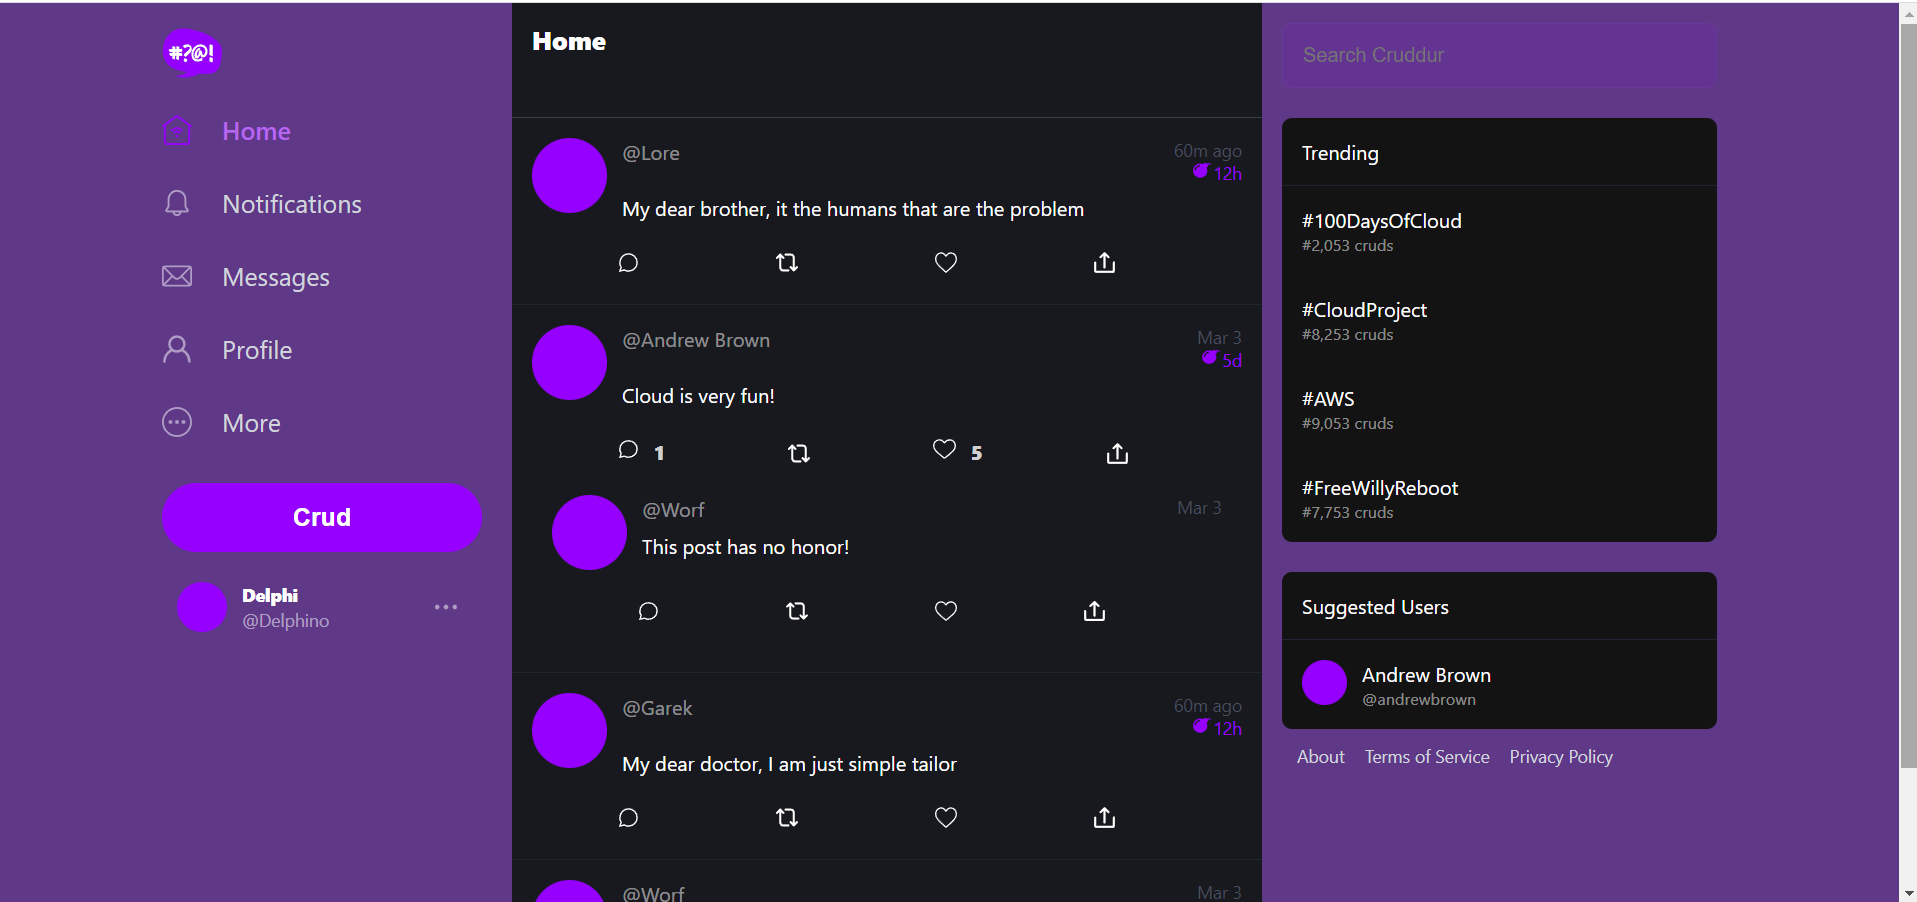 #?@!
Home
Notifications
Messages
Profile
More
Crud
Delphi
@Delphino
Home
@Lore
60m ago
12h
My dear brother, it the humans that are the problem
@Andrew Brown
Mar 3
5d
Cloud is very fun!
1
5
@Worf
Mar 3
This post has no honor!
@Garek
60m ago
12h
My dear doctor, I am just simple tailor
@Worf
Mar 3
Search Cruddur
Trending
#100DaysOfCloud
#2,053 cruds
#CloudProject
#8,253 cruds
#AWS
#9,053 cruds
#FreeWillyReboot
#7,753 cruds
Suggested Users
Andrew Brown
@andrewbrown
About Terms of Service Privacy Policy